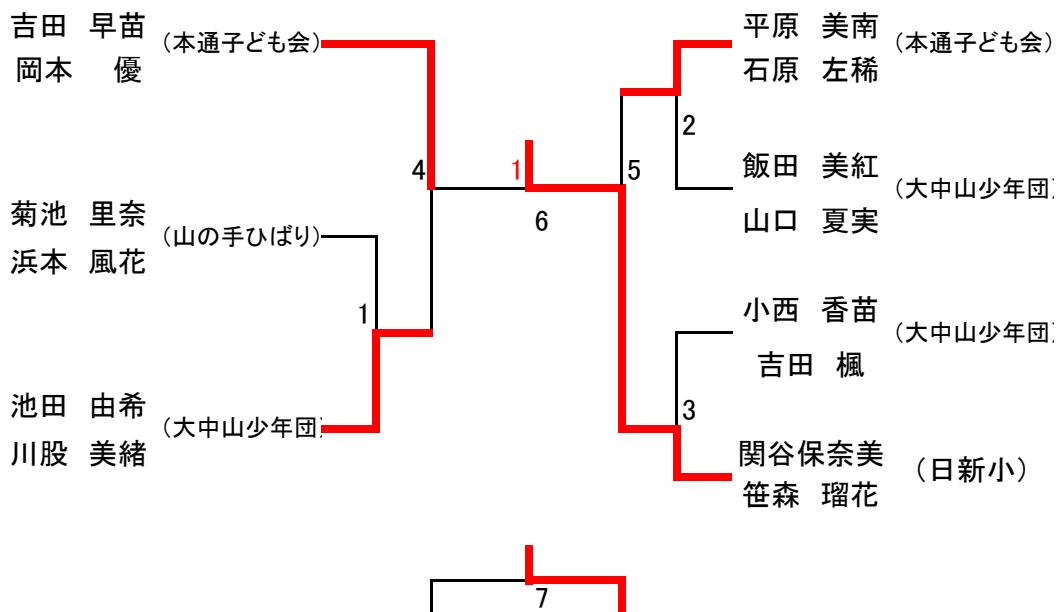 吉田 早苗 (本通子ども会)
岡本 優
菊池 里奈 (山の手ひばり)
浜本 風花
池田 由希 (大中山少年団)
川股 美緒
4
1
1
6
5
2
3
7
平原 美南 (本通子ども会)
石原 左稀
飯田 美紅 (大中山少年団)
山口 夏実
小西 香苗 (大中山少年団)
吉田 楓
関谷保奈美 (日新小)
笹森 瑠花